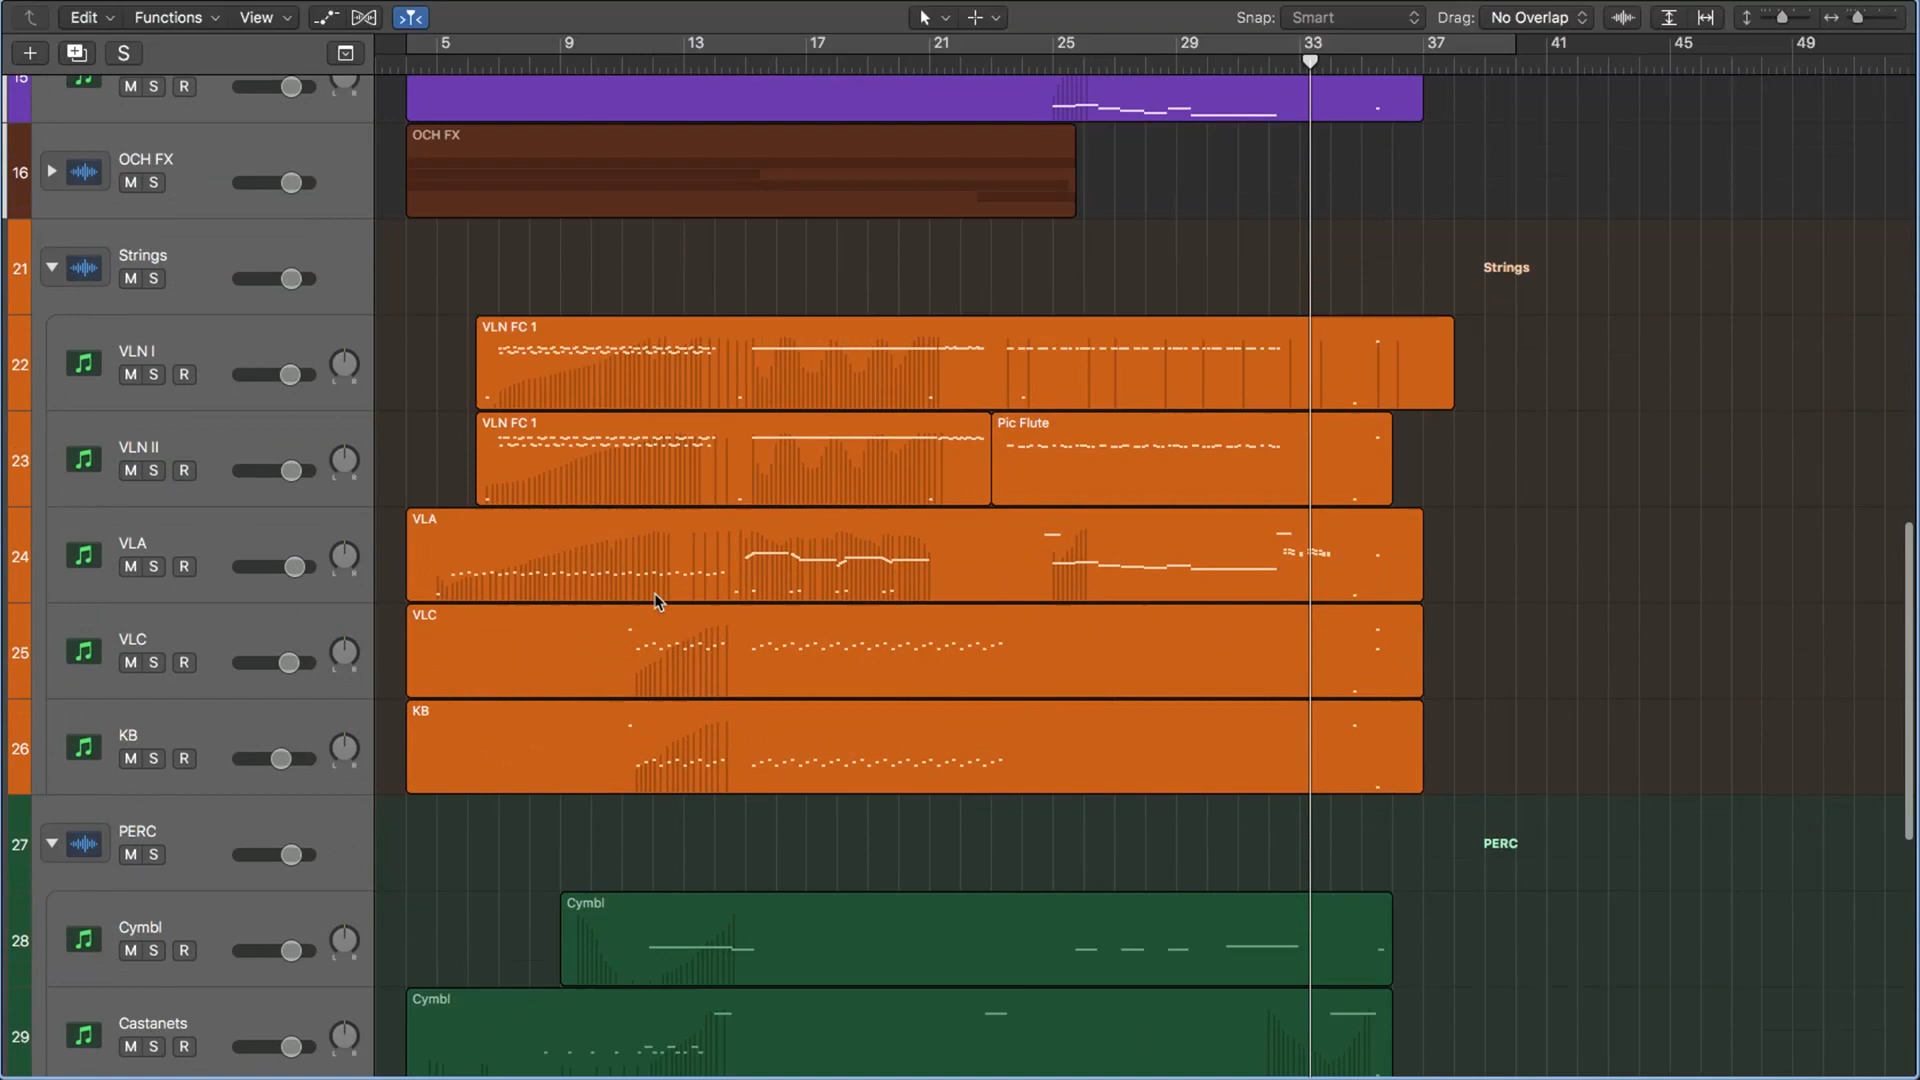 Edit Functions View Snap: Smart Drag: No Overlap
S 5 9 13 17 21 25 29 33 37 41 45 49
15 M S R
OCH FX
16 OCH FX
M S
21 Strings
M S
Strings
VLN FC 1
22 VLN I
M S R
L R
VLN FC 1 Pic Flute
23 VLN II
M S R
L R
VLA
24 VLA
M S R
L R
VLC
25 VLC
M S R
L R
KB
26 KB
M S R
L R
27 PERC
M S
PERC
Cymbl
28 Cymbl
M S R
L R
Cymbl
29 Castanets
M S R
L R